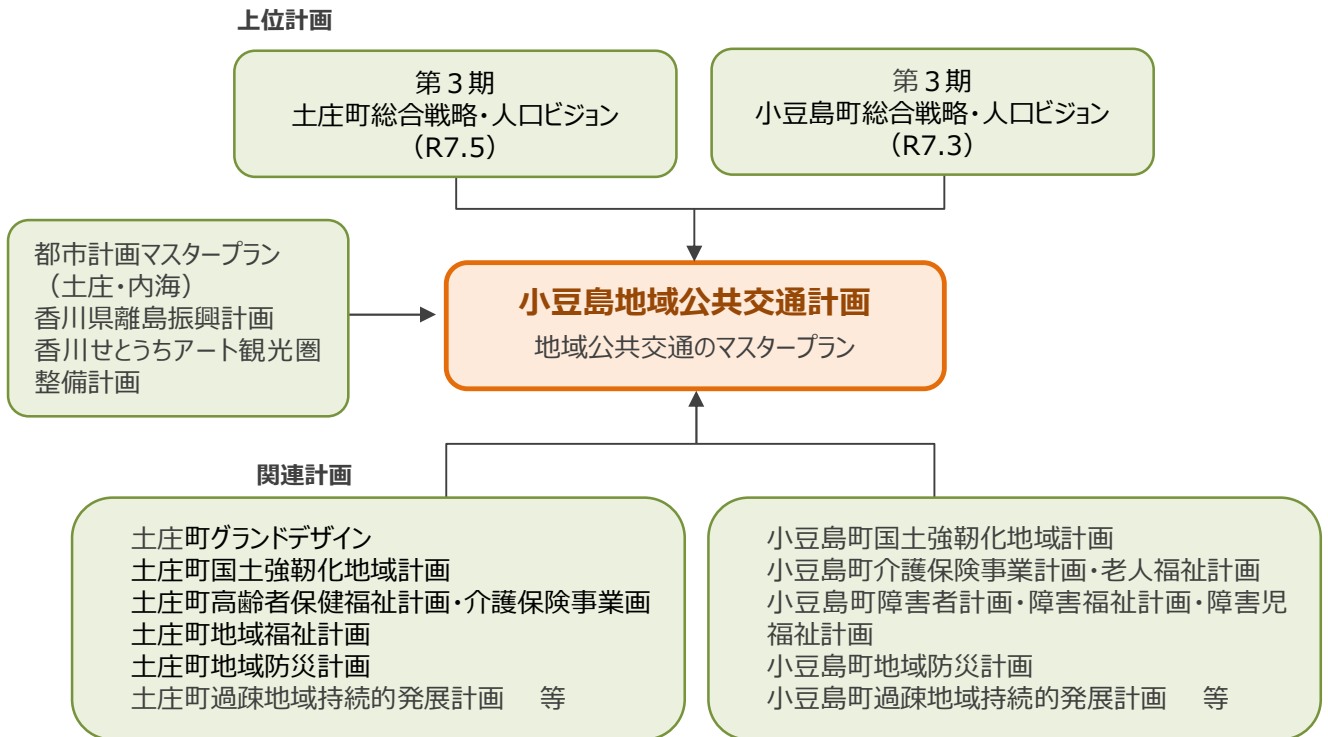 上位計画
第3期
土庄町総合戦略・人口ビジョン
(R7.5)
第3期
小豆島町総合戦略・人口ビジョン
(R7.3)
都市計画マスタープラン
(土庄・内海)
香川県離島振興計画
香川せとうちアート観光圏
整備計画
小豆島地域公共交通計画
地域公共交通のマスタープラン
関連計画
土庄町グランドデザイン
土庄町国土強靭化地域計画
土庄町高齢者保健福祉計画・介護保険事業画
土庄町地域福祉計画
土庄町地域防災計画
土庄町過疎地域持続的発展計画 等
小豆島町国土強靭化地域計画
小豆島町介護保険事業計画・老人福祉計画
小豆島町障害者計画・障害福祉計画・障害児
福祉計画
小豆島町地域防災計画
小豆島町過疎地域持続的発展計画 等